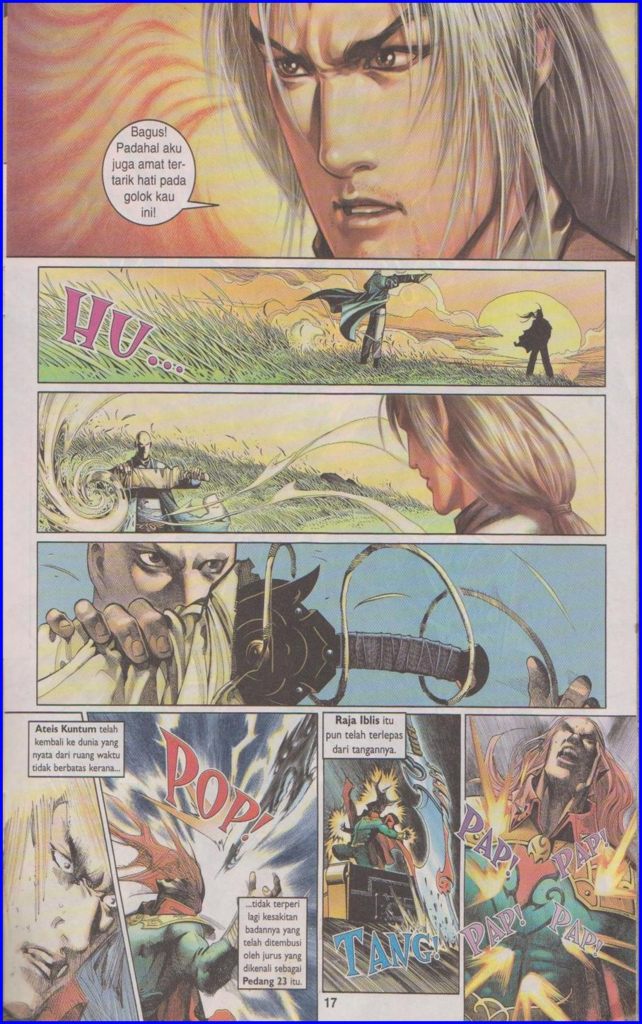 Bagus!
Padahal aku
juga amat ter-
tarik hati pada
golok kau
ini!
HU....
Ateis Kuntum telah
kembali ke dunia yang
nyata dari ruang waktu
tidak berbatas kerana...
POP!
...tidak terperi
lagi kesakitan
badannya yang
telah ditembusi
oleh jurus yang
dikenali sebagai
Pedang 23 itu.
Raja Iblis itu
pun telah terlepas
dari tangannya.
TANG!
PAP!
PAP!
PAP!
PAP!
17